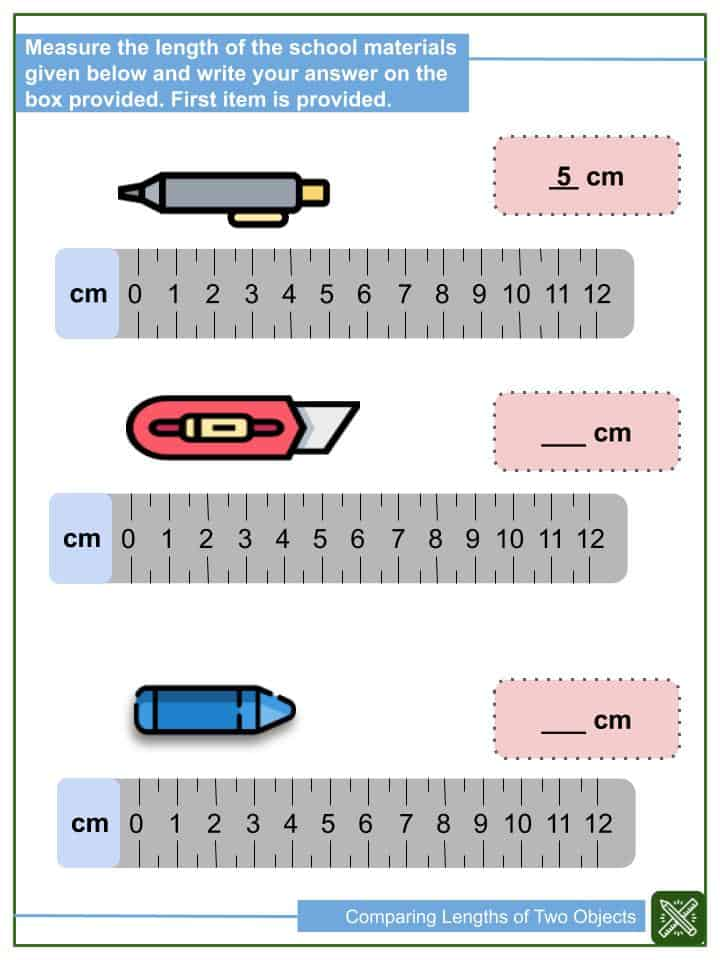 Measure the length of the school materials
given below and write your answer on the
box provided. First item is provided.
_5_ cm
cm 0 1 2 3 4 5 6 7 8 9 10 11 12
___ cm
cm 0 1 2 3 4 5 6 7 8 9 10 11 12
___ cm
cm 0 1 2 3 4 5 6 7 8 9 10 11 12
Comparing Lengths of Two Objects